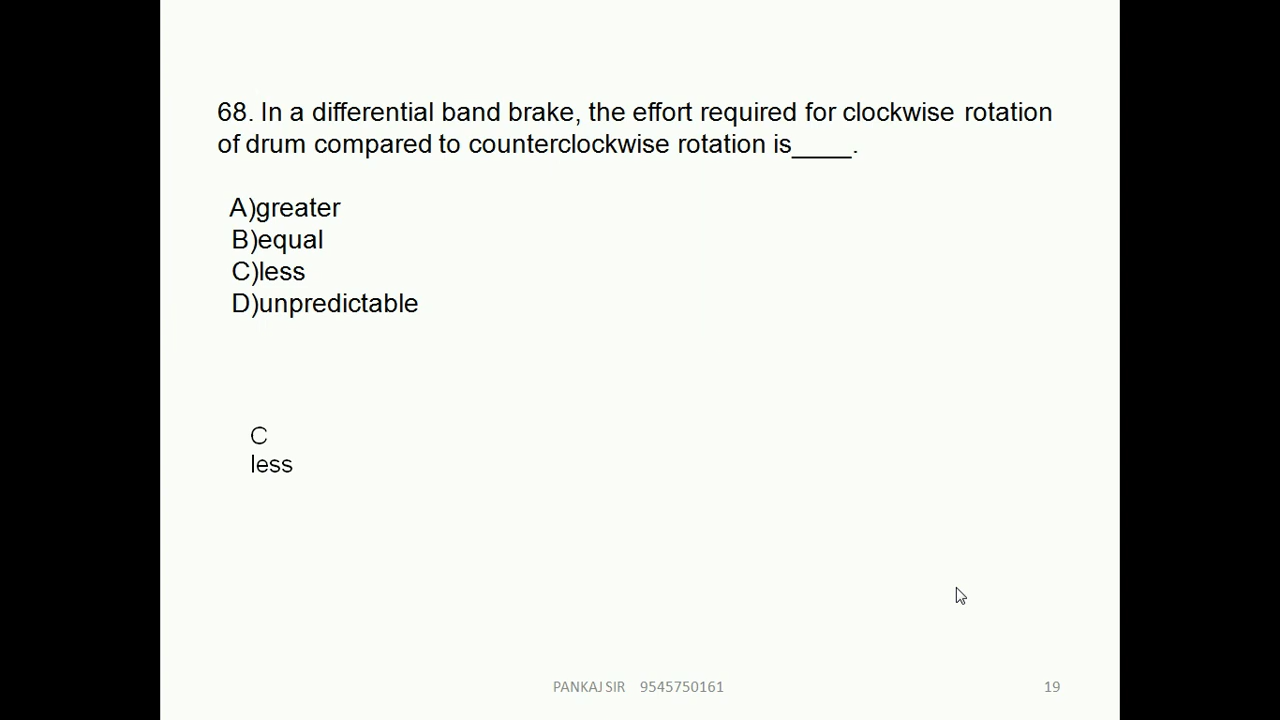 68. In a differential band brake, the effort required for clockwise rotation
of drum compared to counterclockwise rotation is____.
A)greater
B)equal
C)less
D)unpredictable
C
less
PANKAJ SIR 9545750161
19